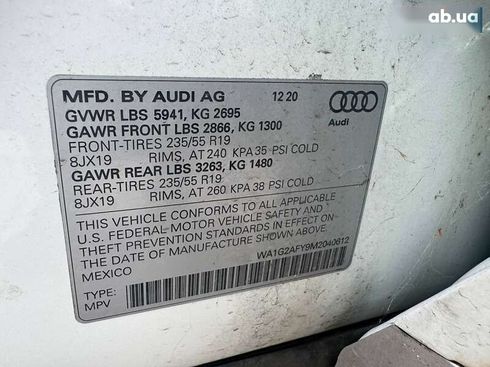 ab.ua
MFD. BY AUDI AG 12 20
GVWR LBS 5941, KG 2695
GAWR FRONT LBS 2866, KG 1300
FRONT-TIRES 235/55 R19
8JX19 RIMS, AT 240 KPA 35 PSI COLD
GAWR REAR LBS 3263, KG 1480
REAR-TIRES 235/55 R19
8JX19 RIMS, AT 260 KPA 38 PSI COLD
Audi
THIS VEHICLE CONFORMS TO ALL APPLICABLE
U.S. FEDERAL MOTOR VEHICLE SAFETY AND
THEFT PREVENTION STANDARDS IN EFFECT ON
THE DATE OF MANUFACTURE SHOWN ABOVE
MEXICO WA1G2AFY9M2040612
TYPE:
MPV